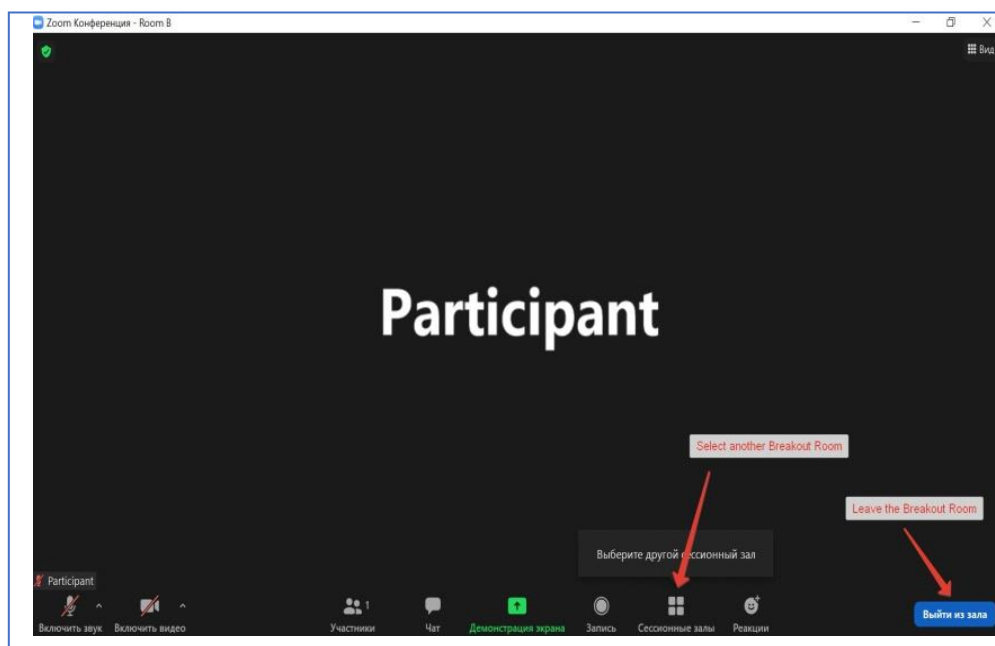 Zoom Конференция - Room B
Вид
Participant
Select another Breakout Room
Leave the Breakout Room
Выберите другой сессионный зал
Participant
1
Включить звук Включить видео Участники Чат Демонстрация экрана Запись Сессионные залы Реакции Выйти из зала